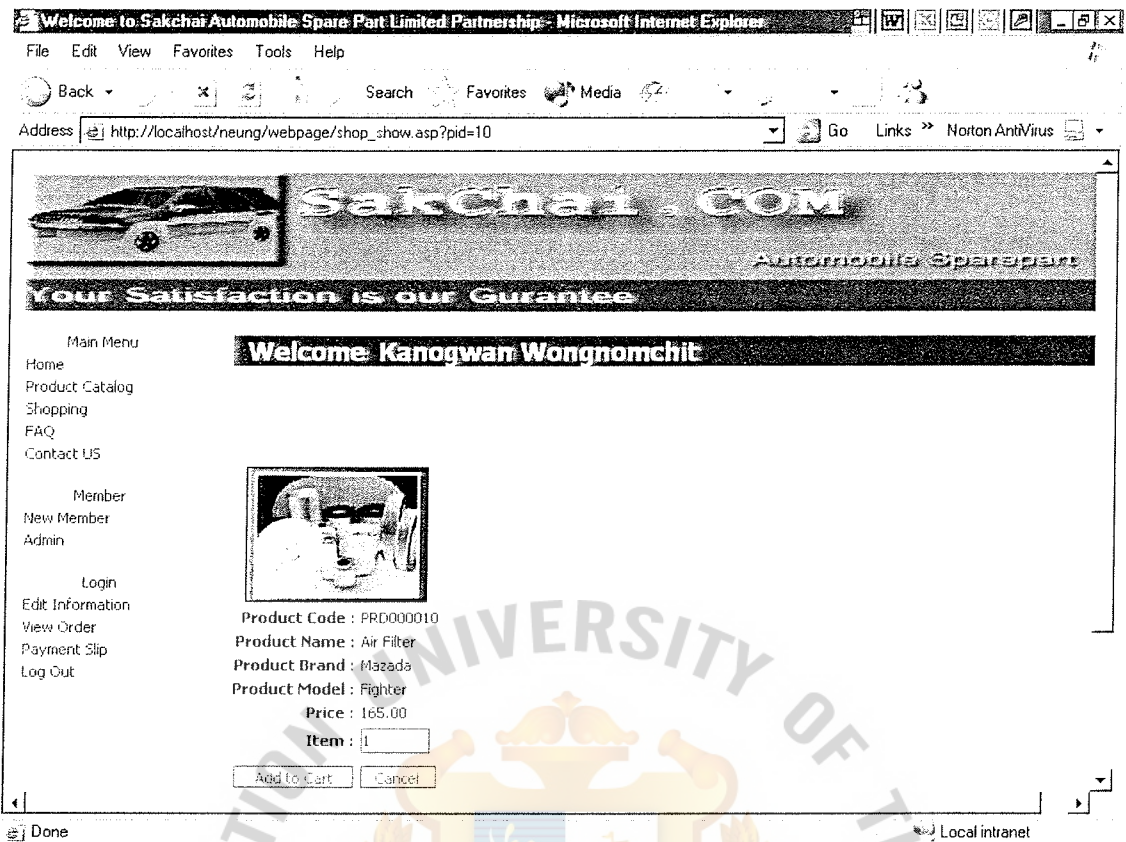 Welcome to Sakchai Automobile Spare Part Limited Partnership - Microsoft Internet Explorer
File Edit View Favorites Tools Help
Back Search Favorites Media
Address http://localhost/neung/webpage/shop_show.asp?pid=10 Go Links » Norton AntiVirus
SakChai.COM
Automobile Sparepart
Your Satisfaction is our Gurantee
Main Menu
Home
Product Catalog
Shopping
FAQ
Contact US
Member
New Member
Admin
Login
Edit Information
View Order
Payment Slip
Log Out
Welcome Kanogwan Wongnomchit
Product Code : PRD000010
Product Name : Air Filter
Product Brand : Mazada
Product Model : Fighter
Price : 165.00
Item : 1
Add to Cart Cancel
UNIVERSITY OF
Done Local intranet